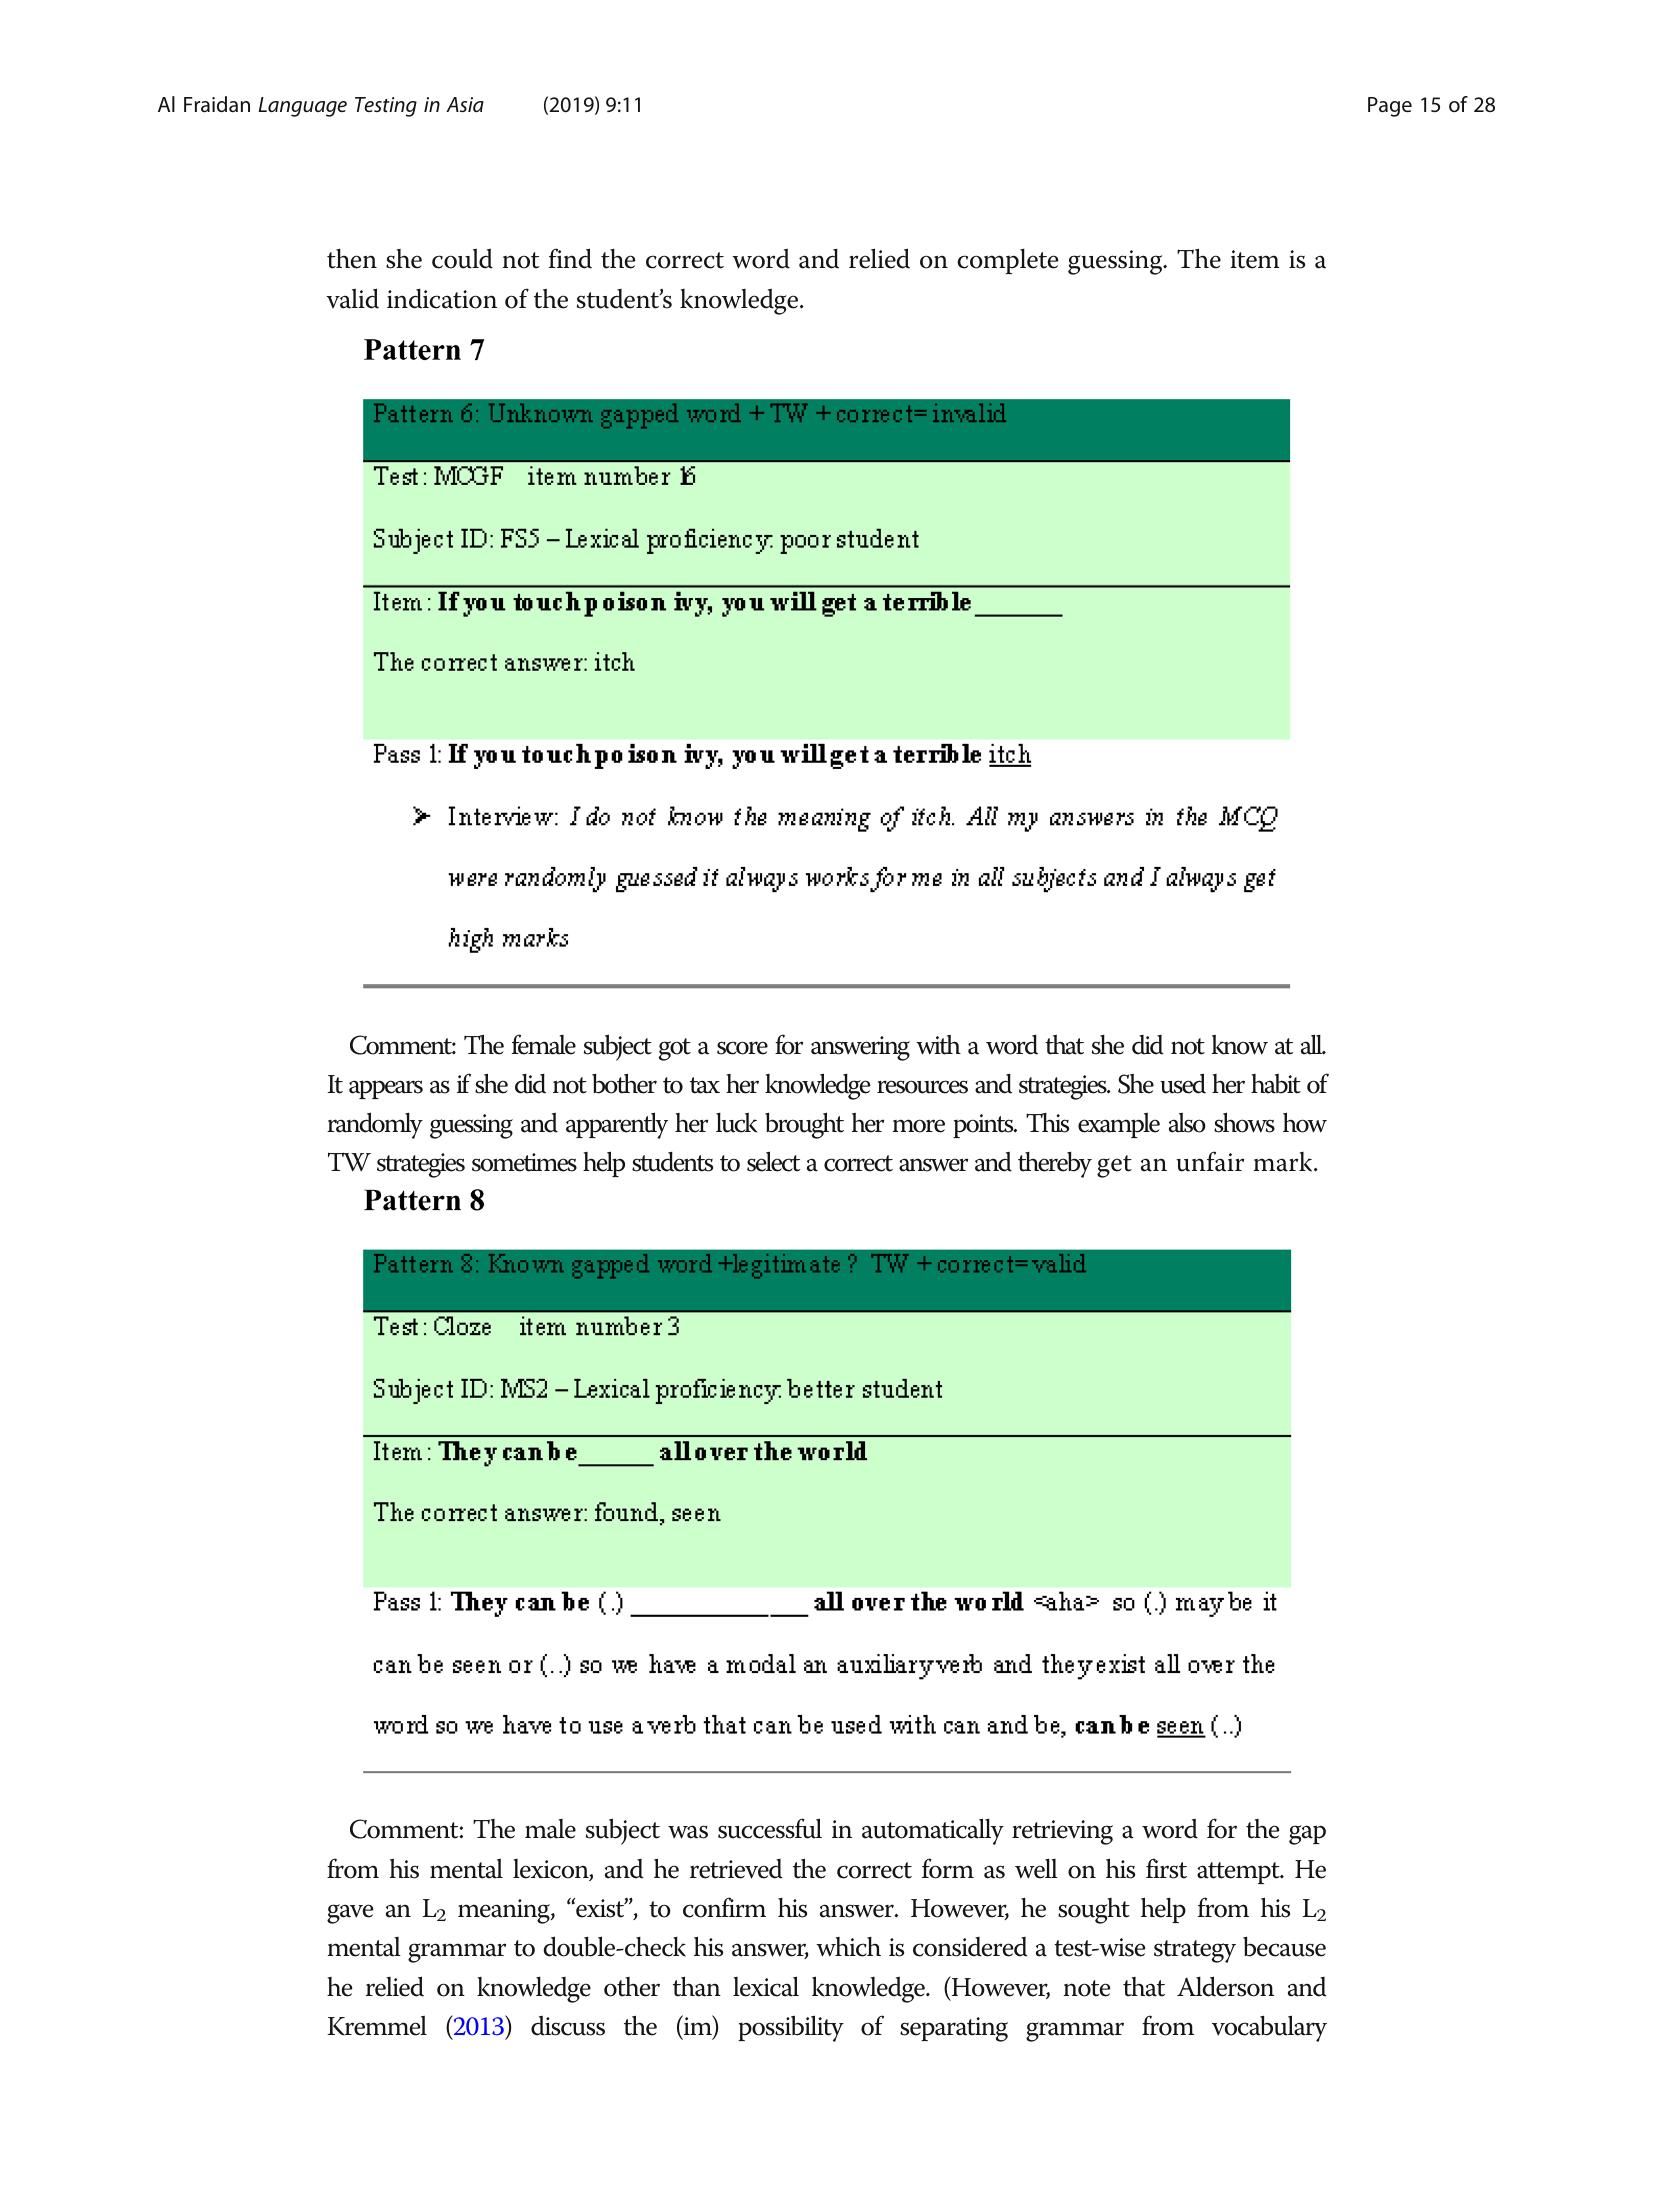 Al Fraidan Language Testing in Asia (2019) 9:11 Page 15 of 28
then she could not find the correct word and relied on complete guessing. The item is a
valid indication of the student’s knowledge.
Pattern 7
Pattern 6: Unknown gapped word + TW + correct= invalid
Test: MCGF item number 16
Subject ID: FS5 – Lexical proficiency: poor student
Item: If you touch poison ivy, you will get a terrible_______
The correct answer: itch
Pass 1: If you touch poison ivy, you will get a terrible itch
➢ Interview: I do not know the meaning of itch. All my answers in the MCQ
were randomly guessed it always works for me in all subjects and I always get
high marks
Comment: The female subject got a score for answering with a word that she did not know at all.
It appears as if she did not bother to tax her knowledge resources and strategies. She used her habit of
randomly guessing and apparently her luck brought her more points. This example also shows how
TW strategies sometimes help students to select a correct answer and thereby get an unfair mark.
Pattern 8
Pattern 8: Known gapped word +legitimate ? TW + correct= valid
Test: Cloze item number 3
Subject ID: MS2 – Lexical proficiency: better student
Item: They can be______ all over the world
The correct answer: found, seen
Pass 1: They can be (.) ______________ all over the world <aha> so (.) may be it
can be seen or (..) so we have a modal an auxiliary verb and they exist all over the
word so we have to use a verb that can be used with can and be, can be seen (..)
Comment: The male subject was successful in automatically retrieving a word for the gap
from his mental lexicon, and he retrieved the correct form as well on his first attempt. He
gave an L2 meaning, “exist”, to confirm his answer. However, he sought help from his L2
mental grammar to double-check his answer, which is considered a test-wise strategy because
he relied on knowledge other than lexical knowledge. (However, note that Alderson and
Kremmel (2013) discuss the (im) possibility of separating grammar from vocabulary